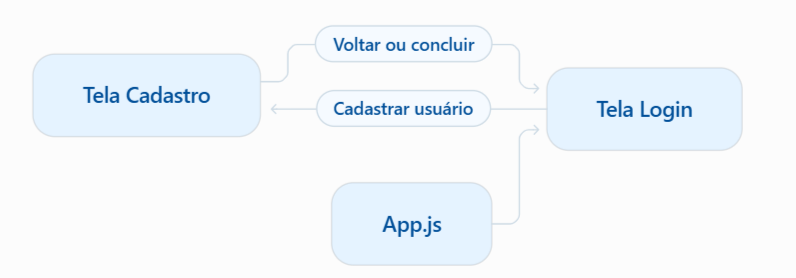 Voltar ou concluir
Tela Cadastro
Cadastrar usuário
Tela Login
App.js